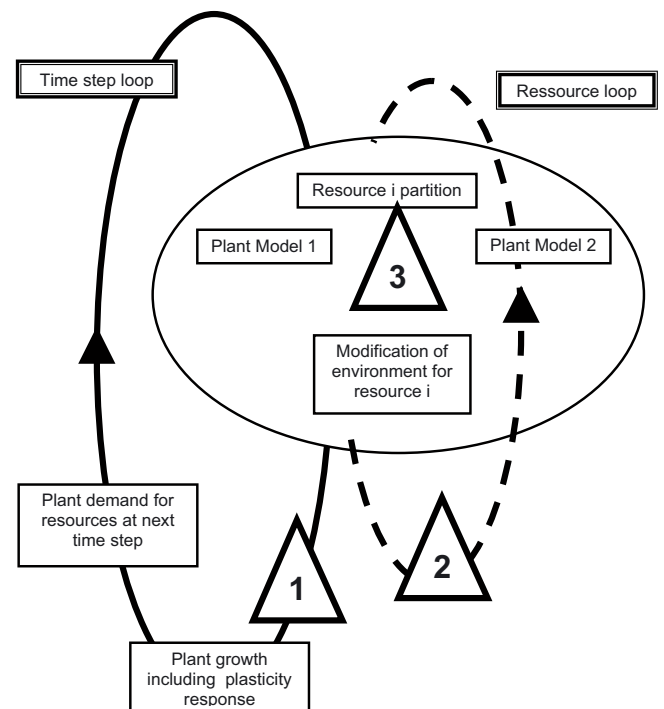 Time step loop
Ressource loop
Resource i partition
Plant Model 1
Plant Model 2
3
Modification of
environment for
resource i
Plant demand for
resources at next
time step
1
2
Plant growth
including plasticity
response